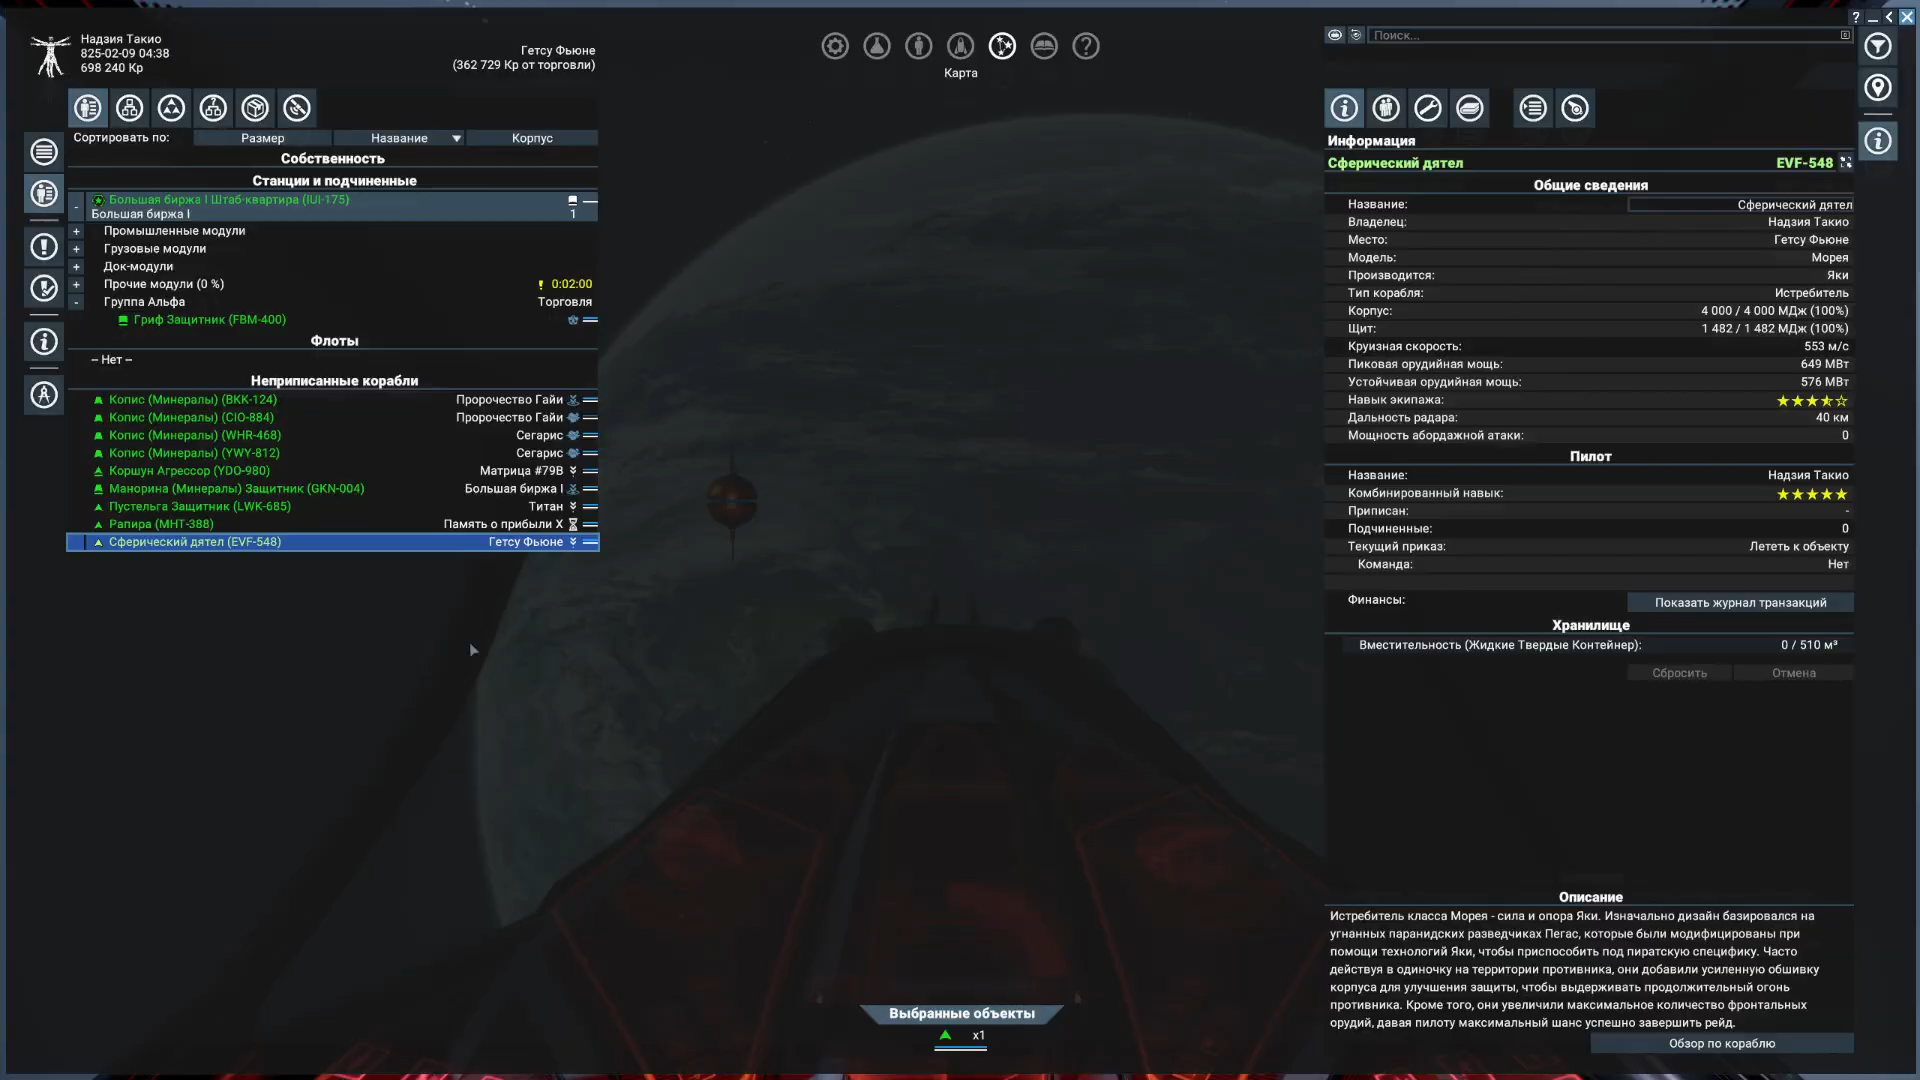 Надзия Такио
825-02-09 04:38
698 240 Кр
Гетсу Фьюне
(362 729 Кр от торговли)
Карта
Поиск...
Сортировать по:
Размер
Название
Корпус
Собственность
Станции и подчиненные
Большая биржа I Штаб-квартира (IUI-175)
Большая биржа I 1
Промышленные модули
Грузовые модули
Док-модули
Прочие модули (0 %) 0:02:00
Группа Альфа Торговля
Гриф Защитник (FBM-400)
Флоты
-- Нет --
Неприписанные корабли
Копис (Минералы) (BKK-124) Пророчество Гайи
Копис (Минералы) (CIO-884) Пророчество Гайи
Копис (Минералы) (WHR-468) Сегарис
Копис (Минералы) (YWY-812) Сегарис
Коршун Агрессор (YDO-980) Матрица #79B
Манорина (Минералы) Защитник (GKN-004) Большая биржа I
Пустельга Защитник (LWK-685) Титан
Рапира (MHT-388) Память о прибыли X
Сферический дятел (EVF-548) Гетсу Фьюне
Выбранные объекты
x1
Информация
Сферический дятел EVF-548
Общие сведения
Название: Сферический дятел
Владелец: Надзия Такио
Место: Гетсу Фьюне
Модель: Морея
Производится: Яки
Тип корабля: Истребитель
Корпус: 4 000 / 4 000 МДж (100%)
Щит: 1 482 / 1 482 МДж (100%)
Круизная скорость: 553 м/с
Пиковая орудийная мощь: 649 МВт
Устойчивая орудийная мощь: 576 МВт
Навык экипажа:
Дальность радара: 40 км
Мощность абордажной атаки: 0
Пилот
Название: Надзия Такио
Комбинированный навык:
Приписан: -
Подчиненные: 0
Текущий приказ: Лететь к объекту
Команда: Нет
Финансы: Показать журнал транзакций
Хранилище
Вместительность (Жидкие Твердые Контейнер): 0 / 510 м³
Сбросить Отмена
Описание
Истребитель класса Морея - сила и опора Яки. Изначально дизайн базировался на
угнанных паранидских разведчиках Пегас, которые были модифицированы при
помощи технологий Яки, чтобы приспособить под пиратскую специфику. Часто
действуя в одиночку на территории противника, они добавили усиленную обшивку
корпуса для улучшения защиты, чтобы выдерживать продолжительный огонь
противника. Кроме того, они увеличили максимальное количество фронтальных
орудий, давая пилоту максимальный шанс успешно завершить рейд.
Обзор по кораблю